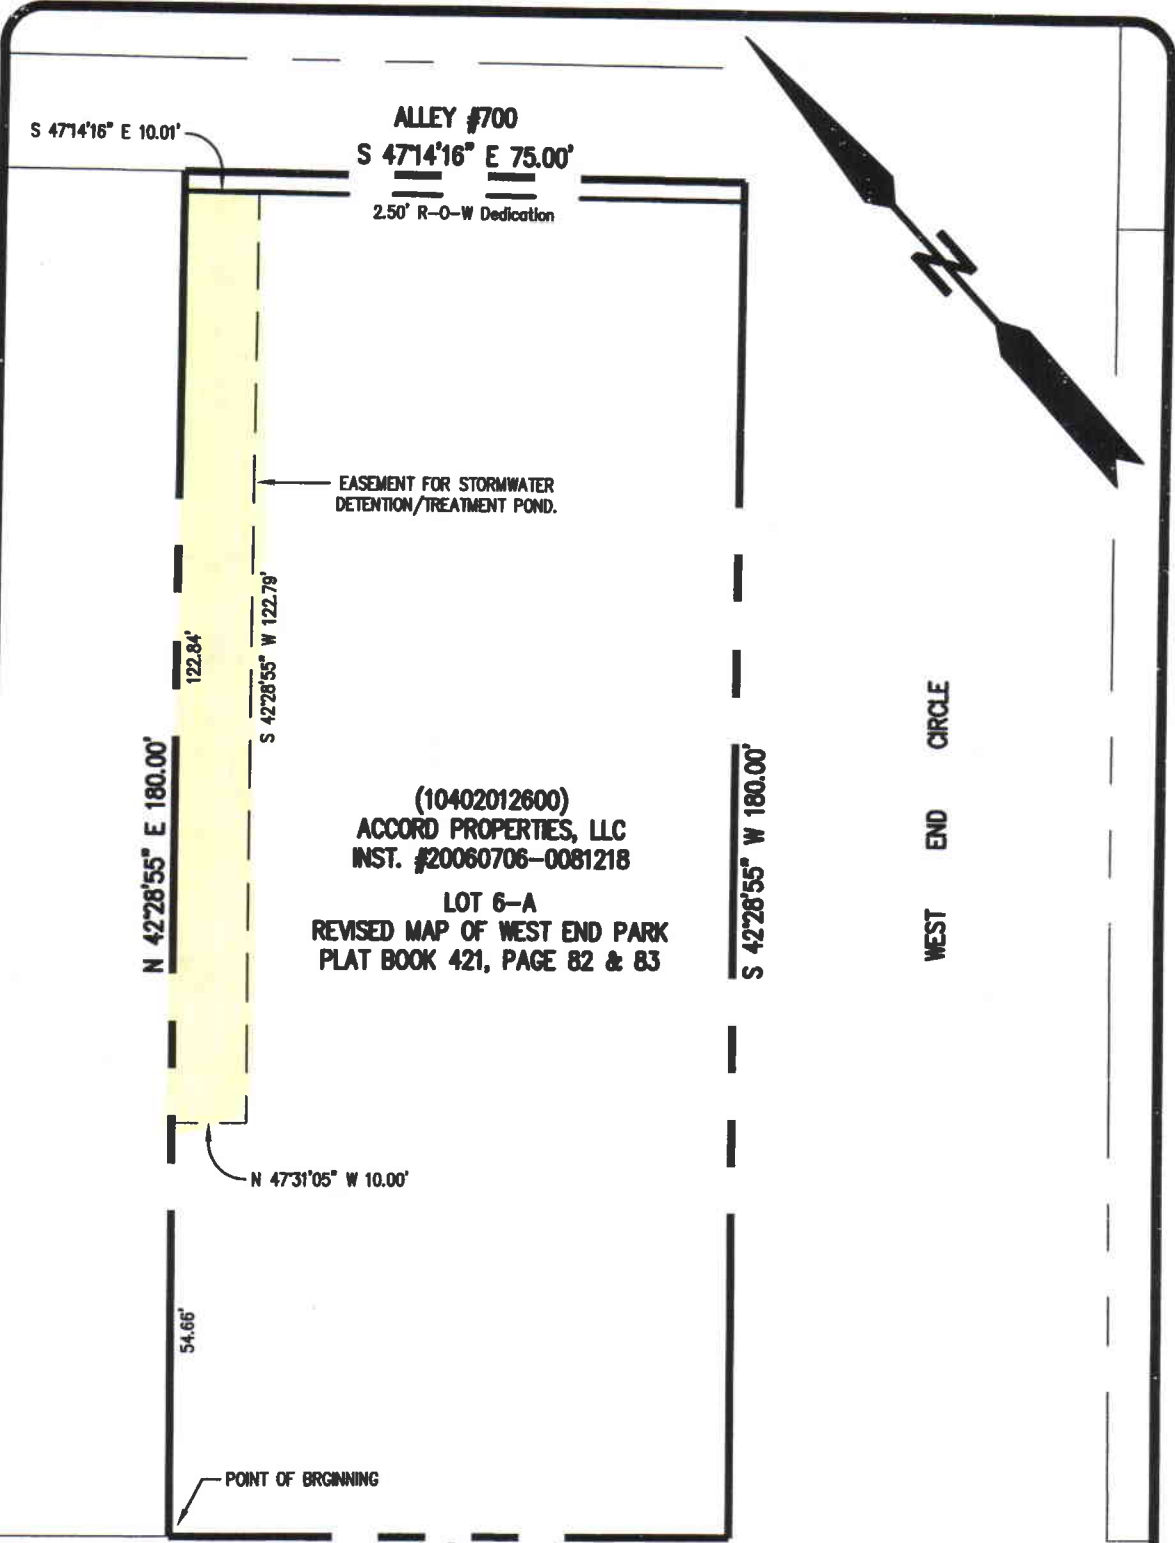 ALLEY #700
S 47°14'16" E 10.01'
S 47°14'16" E 75.00'
2.50' R-O-W Dedication
N
EASEMENT FOR STORMWATER
DETENTION/TREATMENT POND.
S 42°28'55" W 122.79'
122.84'
N 42°28'55" E 180.00'
(10402012600)
ACCORD PROPERTIES, LLC
INST. #20060706-0081218
LOT 6-A
REVISED MAP OF WEST END PARK
PLAT BOOK 421, PAGE 82 & 83
S 42°28'55" W 180.00'
WEST END CIRCLE
N 47°31'05" W 10.00'
54.66'
POINT OF BRGINNING